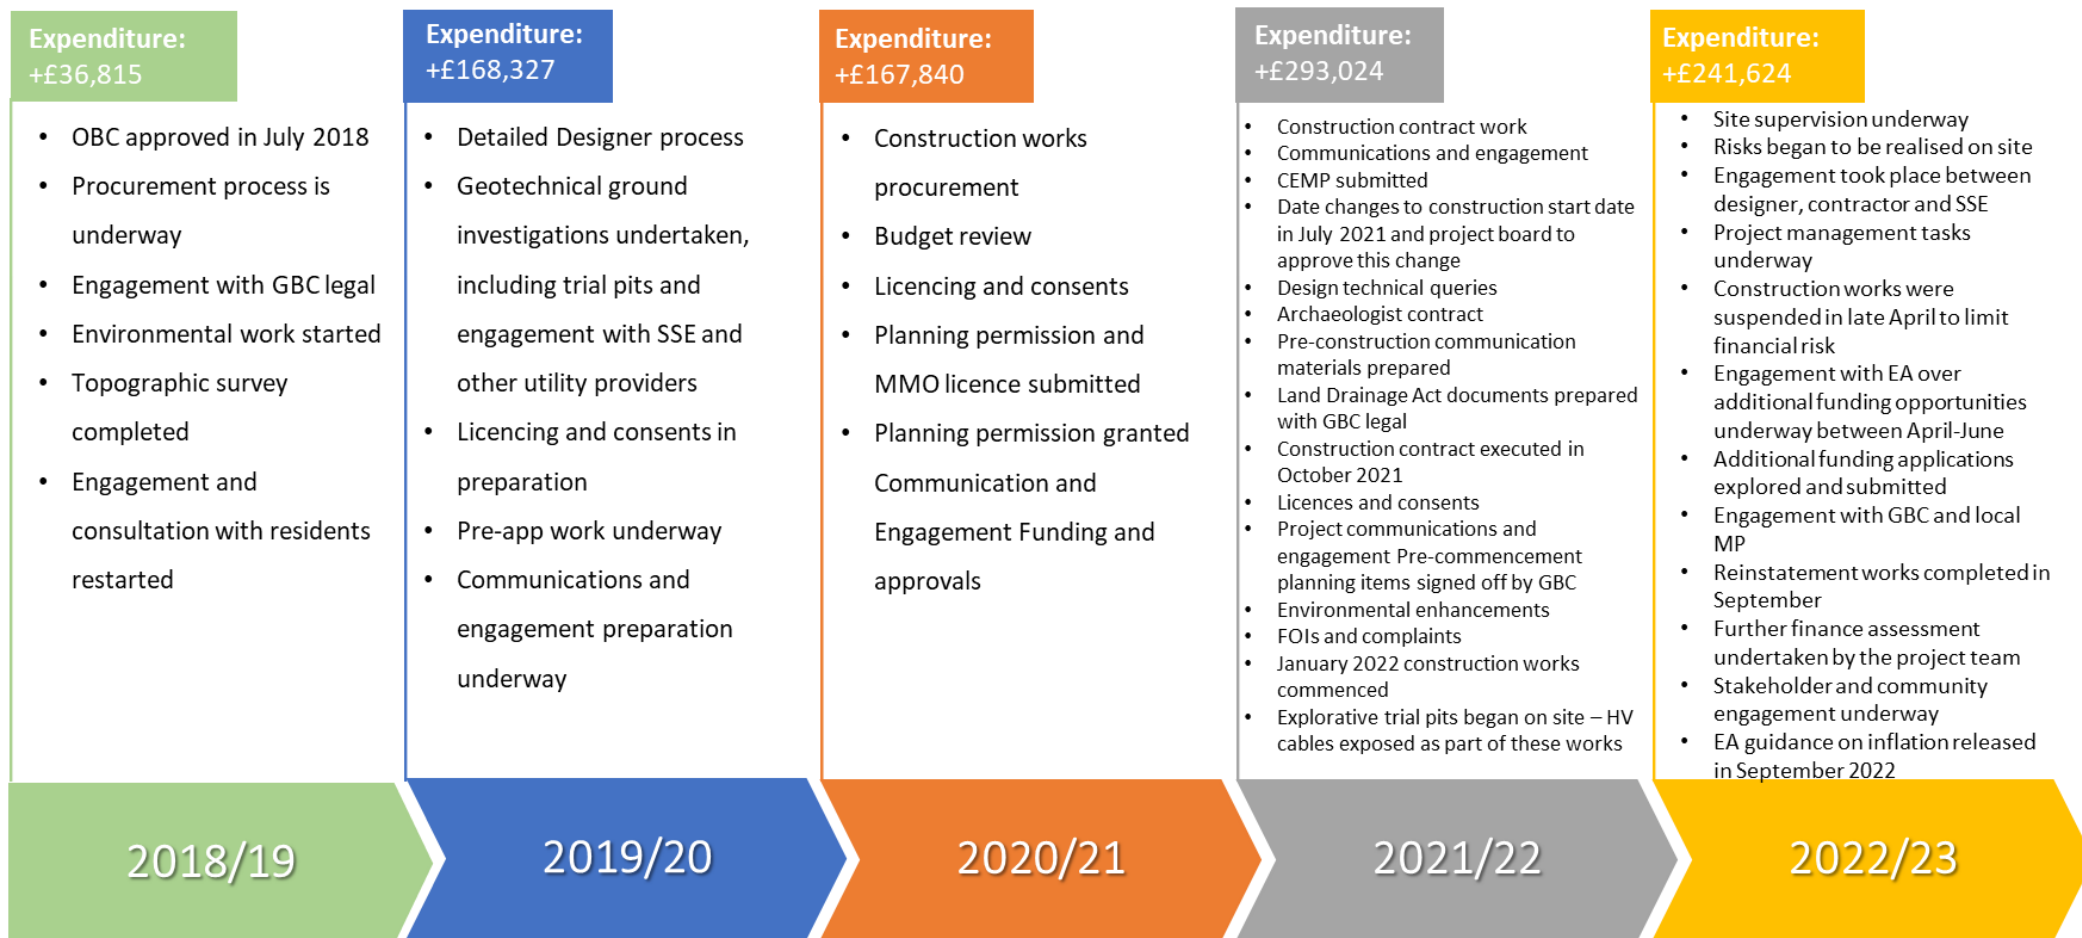 Expenditure:
+£36,815
• OBC approved in July 2018
• Procurement process is
underway
• Engagement with GBC legal
• Environmental work started
• Topographic survey
completed
• Engagement and
consultation with residents
restarted
2018/19
Expenditure:
+£168,327
• Detailed Designer process
• Geotechnical ground
investigations undertaken,
including trial pits and
engagement with SSE and
other utility providers
• Licencing and consents in
preparation
• Pre-app work underway
• Communications and
engagement preparation
underway
2019/20
Expenditure:
+£167,840
• Construction works
procurement
• Budget review
• Licencing and consents
• Planning permission and
MMO licence submitted
• Planning permission granted
Communication and
Engagement Funding and
approvals
2020/21
Expenditure:
+£293,024
• Construction contract work
• Communications and engagement
• CEMP submitted
• Date changes to construction start date
in July 2021 and project board to
approve this change
• Design technical queries
• Archaeologist contract
• Pre-construction communication
materials prepared
• Land Drainage Act documents prepared
with GBC legal
• Construction contract executed in
October 2021
• Licences and consents
• Project communications and
engagement Pre-commencement
planning items signed off by GBC
• Environmental enhancements
• FOIs and complaints
• January 2022 construction works
commenced
• Explorative trial pits began on site – HV
cables exposed as part of these works
2021/22
Expenditure:
+£241,624
• Site supervision underway
• Risks began to be realised on site
• Engagement took place between
designer, contractor and SSE
• Project management tasks
underway
• Construction works were
suspended in late April to limit
financial risk
• Engagement with EA over
additional funding opportunities
underway between April-June
• Additional funding applications
explored and submitted
• Engagement with GBC and local
MP
• Reinstatement works completed in
September
• Further finance assessment
undertaken by the project team
• Stakeholder and community
engagement underway
• EA guidance on inflation released
in September 2022
2022/23